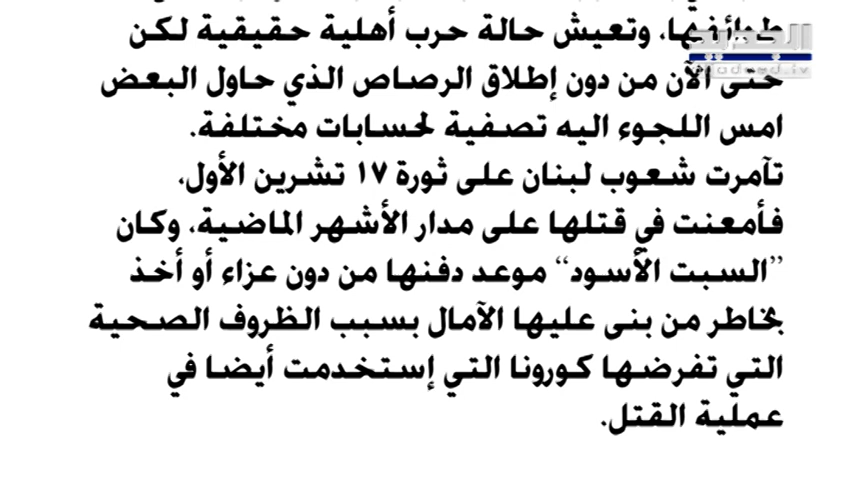 طوائفها، وتعيش حالة حرب أهلية حقيقية لكن
حتى الآن من دون إطلاق الرصاص الذي حاول البعض
امس اللجوء اليه تصفية لحسابات مختلفة.
تآمرت شعوب لبنان على ثورة ١٧ تشرين الأول،
فأمعنت في قتلها على مدار الأشهر الماضية، وكان
”السبت الأسود“ موعد دفنها من دون عزاء أو أخذ
بخاطر من بنى عليها الآمال بسبب الظروف الصحية
التي تفرضها كورونا التي إستخدمت أيضا في
عملية القتل.
الجديد
aljadeed.tv